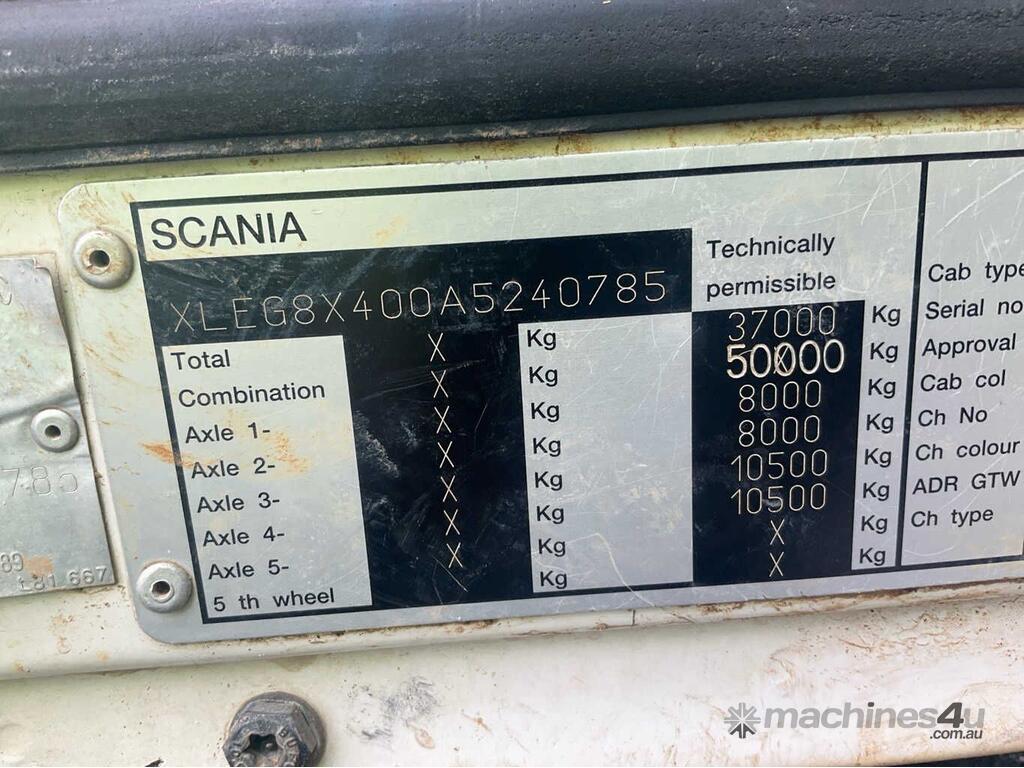 SCANIA
Technically
permissible
XLEG8X400A5240785
Total X Kg 37000 Kg
Combination X Kg 50000 Kg
Axle 1- X Kg 8000 Kg
Axle 2- X Kg 8000 Kg
Axle 3- X Kg 10500 Kg
Axle 4- X Kg 10500 Kg
Axle 5- X Kg X Kg
5 th wheel Kg X Kg
Cab type
Serial no
Approval
Cab col
Ch No
Ch colour
ADR GTW
Ch type
89
L81 667
machines4u
.com.au